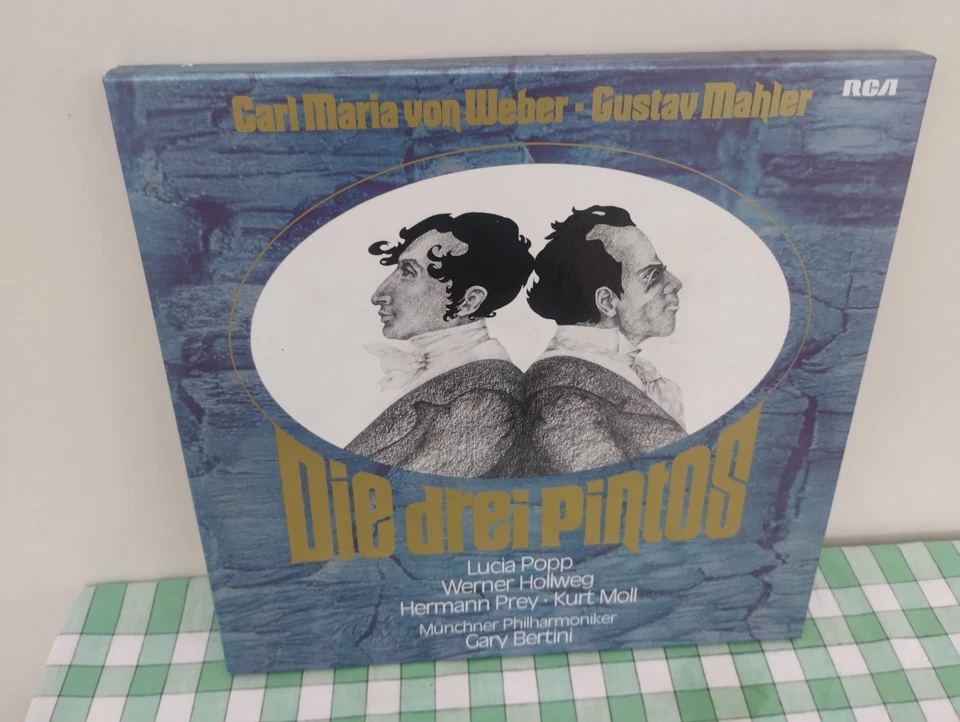 Carl Maria von Weber · Gustav Mahler
RCA
Die drei Pintos
Lucia Popp
Werner Hollweg
Hermann Prey · Kurt Moll
Münchner Philharmoniker
Gary Bertini